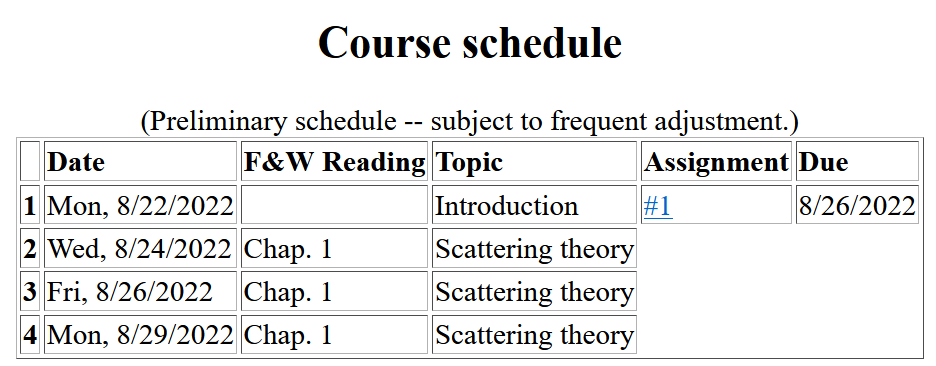 Course schedule
(Preliminary schedule -- subject to frequent adjustment.)
Date F&W Reading Topic Assignment Due
1 Mon, 8/22/2022 Introduction #1 8/26/2022
2 Wed, 8/24/2022 Chap. 1 Scattering theory
3 Fri, 8/26/2022 Chap. 1 Scattering theory
4 Mon, 8/29/2022 Chap. 1 Scattering theory